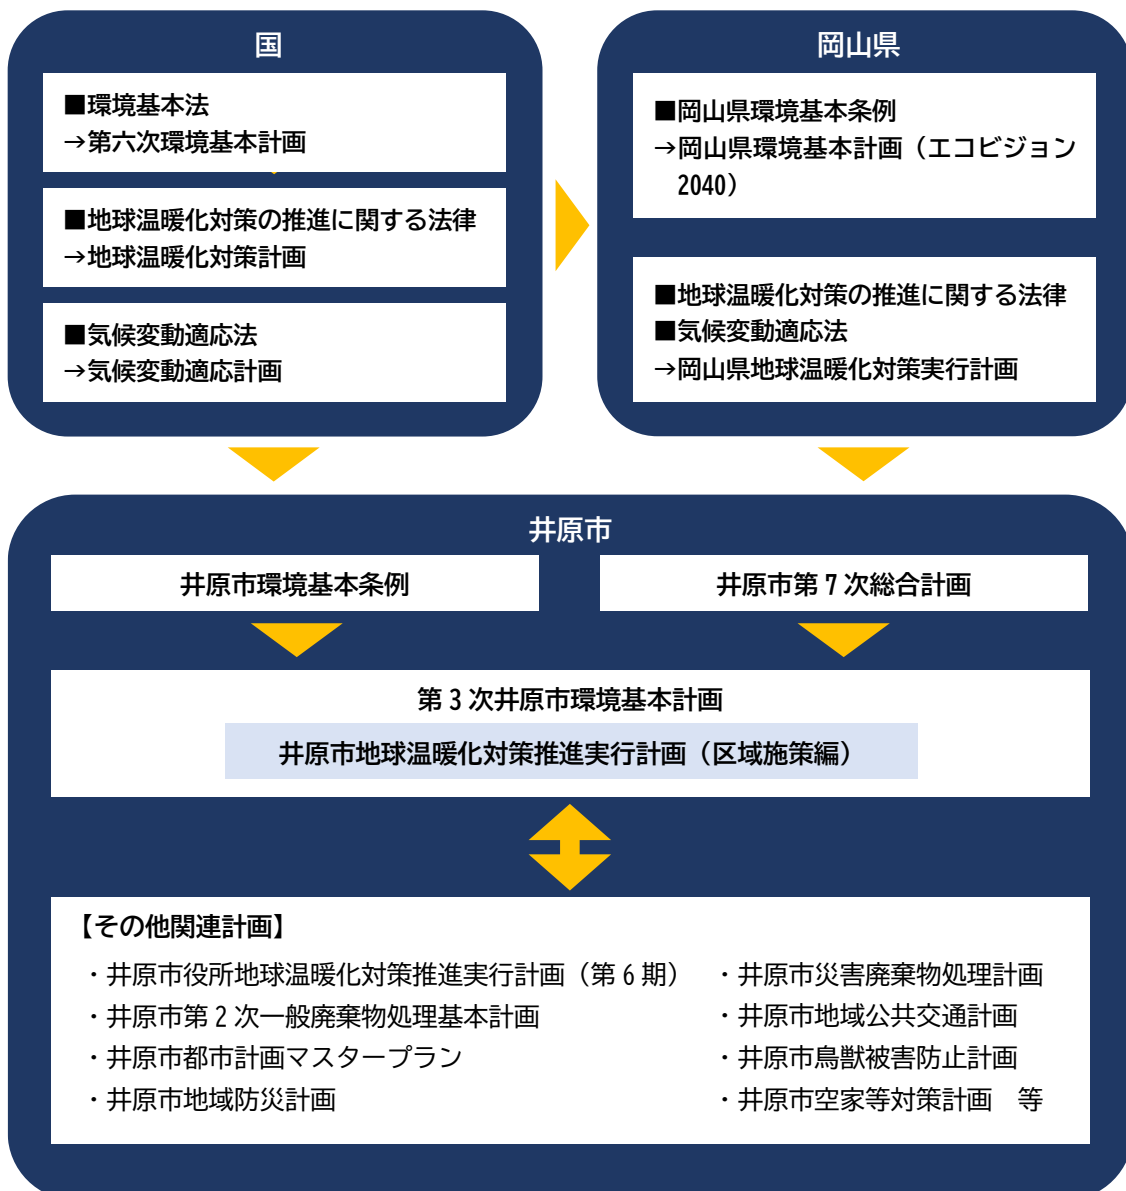 国
■環境基本法
→第六次環境基本計画
■地球温暖化対策の推進に関する法律
→地球温暖化対策計画
■気候変動適応法
→気候変動適応計画
岡山県
■岡山県環境基本条例
→岡山県環境基本計画（エコビジョン
2040）
■地球温暖化対策の推進に関する法律
■気候変動適応法
→岡山県地球温暖化対策実行計画
井原市
井原市環境基本条例
井原市第7次総合計画
第3次井原市環境基本計画
井原市地球温暖化対策推進実行計画（区域施策編）
【その他関連計画】
・井原市役所地球温暖化対策推進実行計画（第6期）
・井原市第2次一般廃棄物処理基本計画
・井原市都市計画マスタープラン
・井原市地域防災計画
・井原市災害廃棄物処理計画
・井原市地域公共交通計画
・井原市鳥獣被害防止計画
・井原市空家等対策計画　等